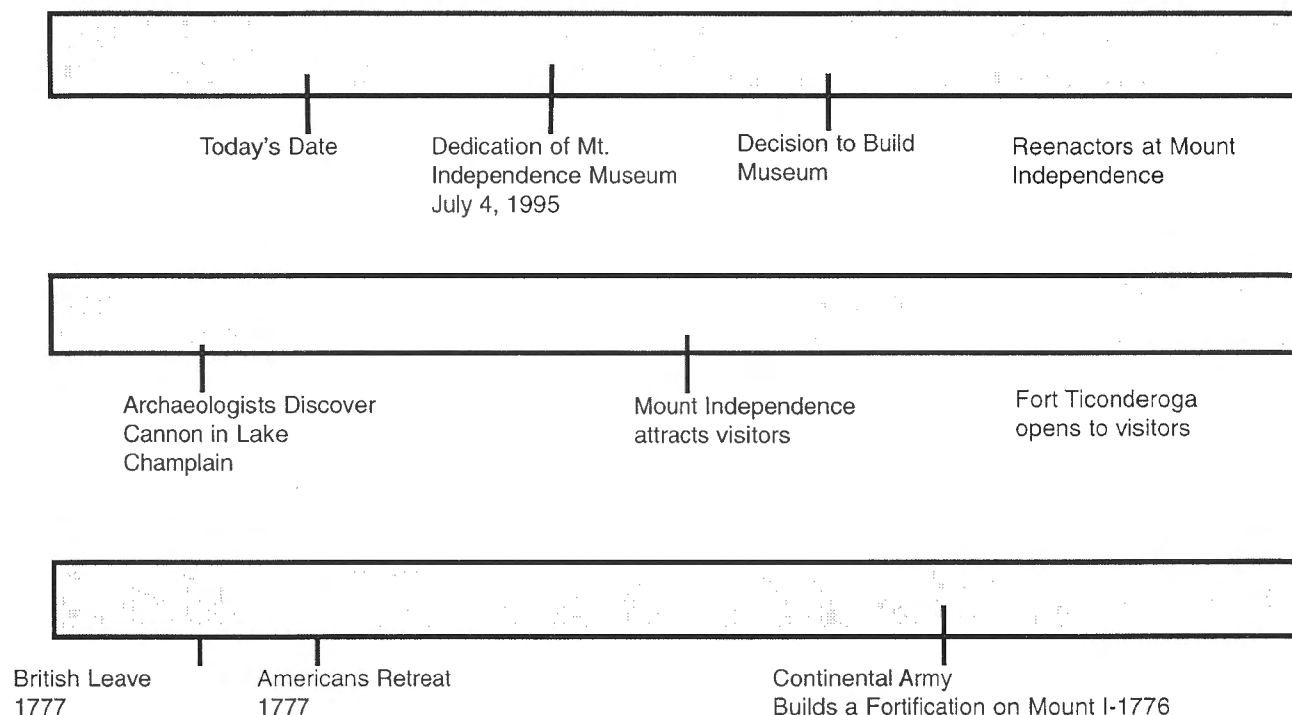 Today's Date
Dedication of Mt.
Independence Museum
July 4, 1995
Decision to Build
Museum
Reenactors at Mount
Independence
Archaeologists Discover
Cannon in Lake
Champlain
Mount Independence
attracts visitors
Fort Ticonderoga
opens to visitors
British Leave
1777
Americans Retreat
1777
Continental Army
Builds a Fortification on Mount I-1776